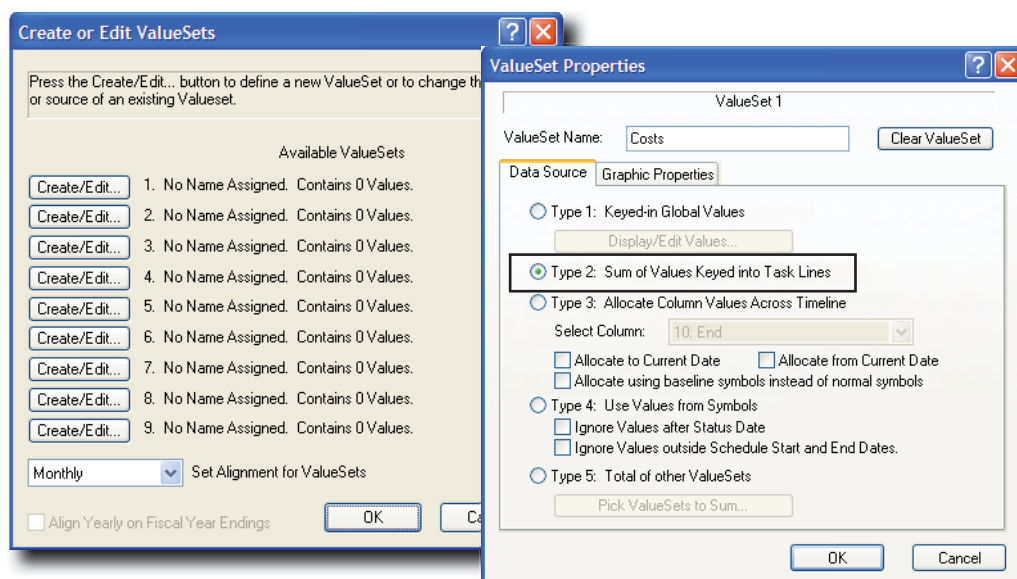 Create or Edit ValueSets
Press the Create/Edit... button to define a new ValueSet or to change th
or source of an existing Valueset.
Available ValueSets
Create/Edit... 1. No Name Assigned. Contains 0 Values.
Create/Edit... 2. No Name Assigned. Contains 0 Values.
Create/Edit... 3. No Name Assigned. Contains 0 Values.
Create/Edit... 4. No Name Assigned. Contains 0 Values.
Create/Edit... 5. No Name Assigned. Contains 0 Values.
Create/Edit... 6. No Name Assigned. Contains 0 Values.
Create/Edit... 7. No Name Assigned. Contains 0 Values.
Create/Edit... 8. No Name Assigned. Contains 0 Values.
Create/Edit... 9. No Name Assigned. Contains 0 Values.
Monthly Set Alignment for ValueSets
Align Yearly on Fiscal Year Endings
OK Ca
ValueSet Properties
ValueSet 1
ValueSet Name: Costs Clear ValueSet
Data Source Graphic Properties
Type 1: Keyed-in Global Values
Display/Edit Values...
Type 2: Sum of Values Keyed into Task Lines
Type 3: Allocate Column Values Across Timeline
Select Column: 10: End
Allocate to Current Date Allocate from Current Date
Allocate using baseline symbols instead of normal symbols
Type 4: Use Values from Symbols
Ignore Values after Status Date
Ignore Values outside Schedule Start and End Dates.
Type 5: Total of other ValueSets
Pick ValueSets to Sum...
OK Cancel